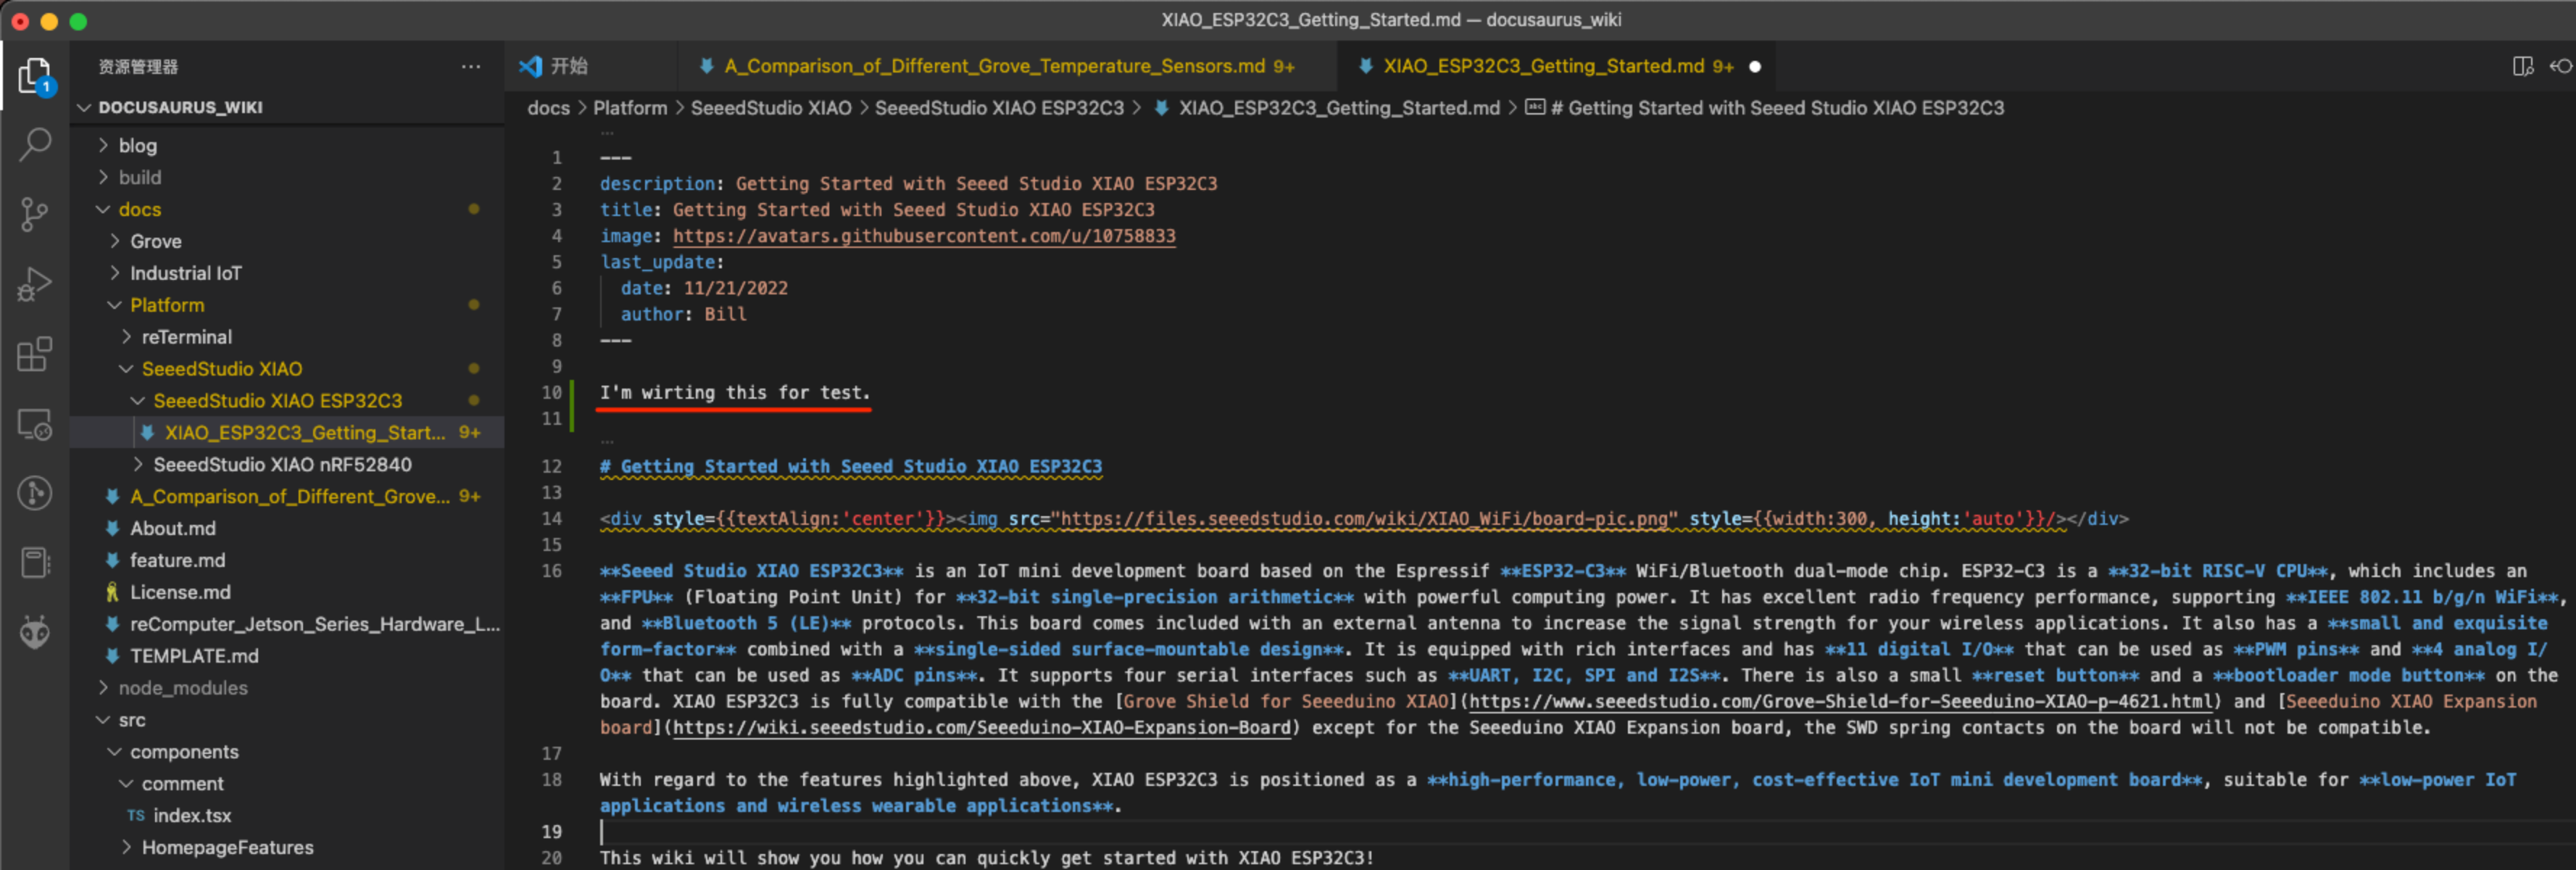 XIAO_ESP32C3_Getting_Started.md — docusaurus_wiki
1
资源管理器 ···
DOCUSAURUS_WIKI
blog
build
docs
Grove
Industrial IoT
Platform
reTerminal
SeeedStudio XIAO
SeeedStudio XIAO ESP32C3
XIAO_ESP32C3_Getting_Start... 9+
SeeedStudio XIAO nRF52840
A_Comparison_of_Different_Grove... 9+
About.md
feature.md
License.md
reComputer_Jetson_Series_Hardware_L...
TEMPLATE.md
node_modules
src
components
comment
TS index.tsx
HomepageFeatures
开始 A_Comparison_of_Different_Grove_Temperature_Sensors.md 9+ XIAO_ESP32C3_Getting_Started.md 9+ ●
docs > Platform > SeeedStudio XIAO > SeeedStudio XIAO ESP32C3 > XIAO_ESP32C3_Getting_Started.md > abc # Getting Started with Seeed Studio XIAO ESP32C3
...
1 ---
2 description: Getting Started with Seeed Studio XIAO ESP32C3
3 title: Getting Started with Seeed Studio XIAO ESP32C3
4 image: https://avatars.githubusercontent.com/u/10758833
5 last_update:
6 date: 11/21/2022
7 author: Bill
8 ---
9
10 I'm wirting this for test.
11
...
12 # Getting Started with Seeed Studio XIAO ESP32C3
13
14 <div style={{textAlign:'center'}}><img src="https://files.seeedstudio.com/wiki/XIAO_WiFi/board-pic.png" style={{width:300, height:'auto'}}/></div>
15
16 **Seeed Studio XIAO ESP32C3** is an IoT mini development board based on the Espressif **ESP32-C3** WiFi/Bluetooth dual-mode chip. ESP32-C3 is a **32-bit RISC-V CPU**, which includes an
**FPU** (Floating Point Unit) for **32-bit single-precision arithmetic** with powerful computing power. It has excellent radio frequency performance, supporting **IEEE 802.11 b/g/n WiFi**,
and **Bluetooth 5 (LE)** protocols. This board comes included with an external antenna to increase the signal strength for your wireless applications. It also has a **small and exquisite
form-factor** combined with a **single-sided surface-mountable design**. It is equipped with rich interfaces and has **11 digital I/O** that can be used as **PWM pins** and **4 analog I/
O** that can be used as **ADC pins**. It supports four serial interfaces such as **UART, I2C, SPI and I2S**. There is also a small **reset button** and a **bootloader mode button** on the
board. XIAO ESP32C3 is fully compatible with the [Grove Shield for Seeeduino XIAO](https://www.seeedstudio.com/Grove-Shield-for-Seeeduino-XIAO-p-4621.html) and [Seeeduino XIAO Expansion
board](https://wiki.seeedstudio.com/Seeeduino-XIAO-Expansion-Board) except for the Seeeduino XIAO Expansion board, the SWD spring contacts on the board will not be compatible.
17
18 With regard to the features highlighted above, XIAO ESP32C3 is positioned as a **high-performance, low-power, cost-effective IoT mini development board**, suitable for **low-power IoT
applications and wireless wearable applications**.
19
20 This wiki will show you how you can quickly get started with XIAO ESP32C3!